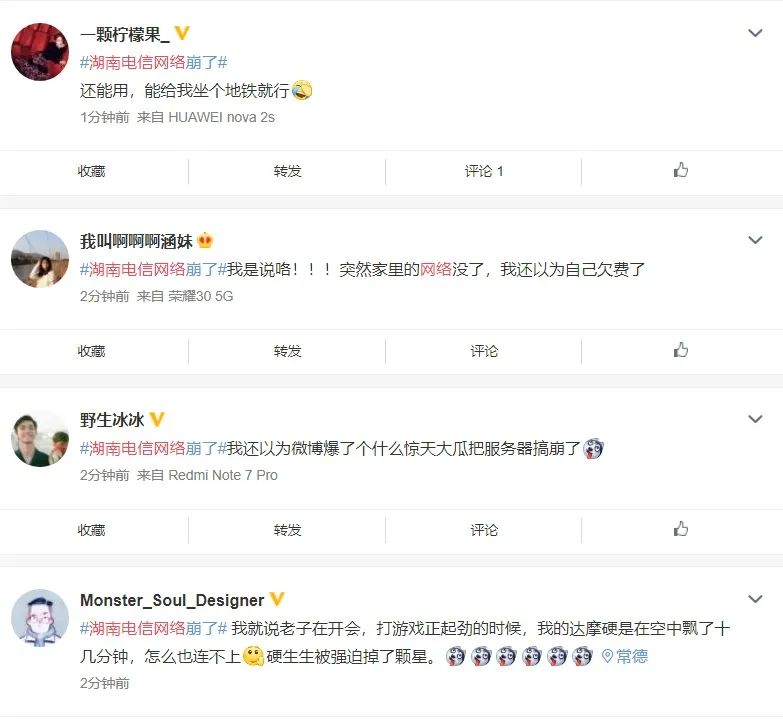 一颗柠檬果_
#湖南电信网络崩了#
还能用，能给我坐个地铁就行
1分钟前 来自 HUAWEI nova 2s
收藏 转发 评论 1
我叫啊啊啊涵妹
#湖南电信网络崩了#我是说咯！！！突然家里的网络没了，我还以为自己欠费了
2分钟前 来自 荣耀30 5G
收藏 转发 评论
野生冰冰
#湖南电信网络崩了#我还以为微博爆了个什么惊天大瓜把服务器搞崩了
2分钟前 来自 Redmi Note 7 Pro
收藏 转发 评论
Monster_Soul_Designer
#湖南电信网络崩了# 我就说老子在开会，打游戏正起劲的时候，我的达摩硬是在空中飘了十
几分钟，怎么也连不上硬生生被强迫掉了颗星。 常德
2分钟前